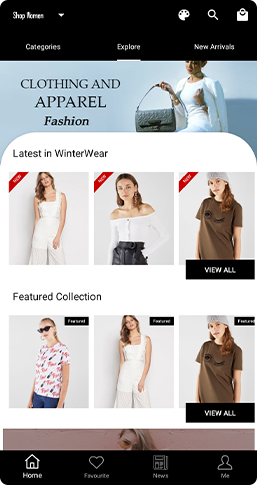 Shop Women
Categories Explore New Arrivals
CLOTHING AND
APPAREL
Fashion
Latest in WinterWear
NEW NEW NEW
VIEW ALL
Featured Collection
Featured Featured Featured
VIEW ALL
Home Favourite News Me